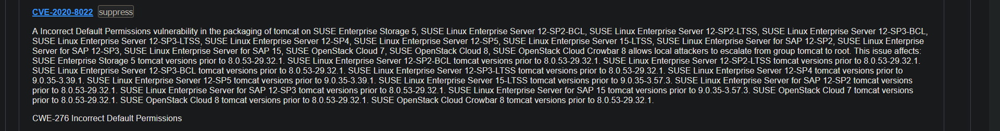 CVE-2020-8022 suppress
A Incorrect Default Permissions vulnerability in the packaging of tomcat on SUSE Enterprise Storage 5, SUSE Linux Enterprise Server 12-SP2-BCL, SUSE Linux Enterprise Server 12-SP2-LTSS, SUSE Linux Enterprise Server 12-SP3-BCL,
SUSE Linux Enterprise Server 12-SP3-LTSS, SUSE Linux Enterprise Server 12-SP4, SUSE Linux Enterprise Server 12-SP5, SUSE Linux Enterprise Server 15-LTSS, SUSE Linux Enterprise Server for SAP 12-SP2, SUSE Linux Enterprise
Server for SAP 12-SP3, SUSE Linux Enterprise Server for SAP 15, SUSE OpenStack Cloud 7, SUSE OpenStack Cloud 8, SUSE OpenStack Cloud Crowbar 8 allows local attackers to escalate from group tomcat to root. This issue affects:
SUSE Enterprise Storage 5 tomcat versions prior to 8.0.53-29.32.1. SUSE Linux Enterprise Server 12-SP2-BCL tomcat versions prior to 8.0.53-29.32.1. SUSE Linux Enterprise Server 12-SP2-LTSS tomcat versions prior to 8.0.53-29.32.1.
SUSE Linux Enterprise Server 12-SP3-BCL tomcat versions prior to 8.0.53-29.32.1. SUSE Linux Enterprise Server 12-SP3-LTSS tomcat versions prior to 8.0.53-29.32.1. SUSE Linux Enterprise Server 12-SP4 tomcat versions prior to
9.0.35-3.39.1. SUSE Linux Enterprise Server 12-SP5 tomcat versions prior to 9.0.35-3.39.1. SUSE Linux Enterprise Server 15-LTSS tomcat versions prior to 9.0.35-3.57.3. SUSE Linux Enterprise Server for SAP 12-SP2 tomcat versions
prior to 8.0.53-29.32.1. SUSE Linux Enterprise Server for SAP 12-SP3 tomcat versions prior to 8.0.53-29.32.1. SUSE Linux Enterprise Server for SAP 15 tomcat versions prior to 9.0.35-3.57.3. SUSE OpenStack Cloud 7 tomcat versions
prior to 8.0.53-29.32.1. SUSE OpenStack Cloud 8 tomcat versions prior to 8.0.53-29.32.1. SUSE OpenStack Cloud Crowbar 8 tomcat versions prior to 8.0.53-29.32.1.
CWE-276 Incorrect Default Permissions